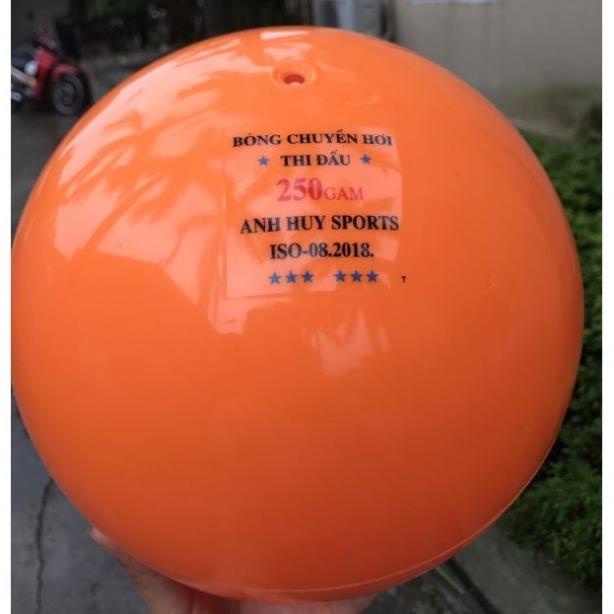 BÓNG CHUYỀN HƠI
★ THI ĐẤU ★
250GAM
ANH HUY SPORTS
ISO-08.2018.
★★★ ★★★ T